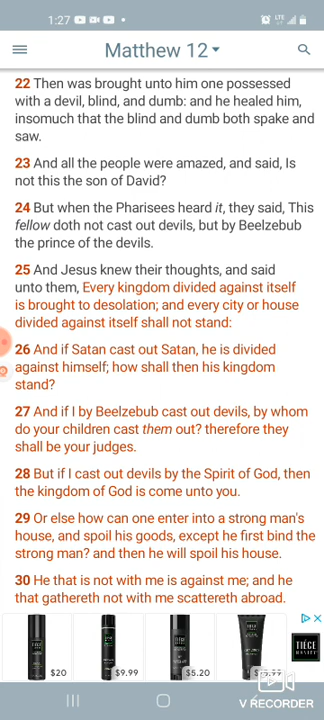 1:27
LTE
Matthew 12
22 Then was brought unto him one possessed
with a devil, blind, and dumb: and he healed him,
insomuch that the blind and dumb both spake and
saw.
23 And all the people were amazed, and said, Is
not this the son of David?
24 But when the Pharisees heard it, they said, This
fellow doth not cast out devils, but by Beelzebub
the prince of the devils.
25 And Jesus knew their thoughts, and said
unto them, Every kingdom divided against itself
is brought to desolation; and every city or house
divided against itself shall not stand:
26 And if Satan cast out Satan, he is divided
against himself; how shall then his kingdom
stand?
27 And if I by Beelzebub cast out devils, by whom
do your children cast them out? therefore they
shall be your judges.
28 But if I cast out devils by the Spirit of God, then
the kingdom of God is come unto you.
29 Or else how can one enter into a strong man's
house, and spoil his goods, except he first bind the
strong man? and then he will spoil his house.
30 He that is not with me is against me; and he
that gathereth not with me scattereth abroad.
$20
$9.99
$5.20
TIÈGE
HANLEY
V RECORDER